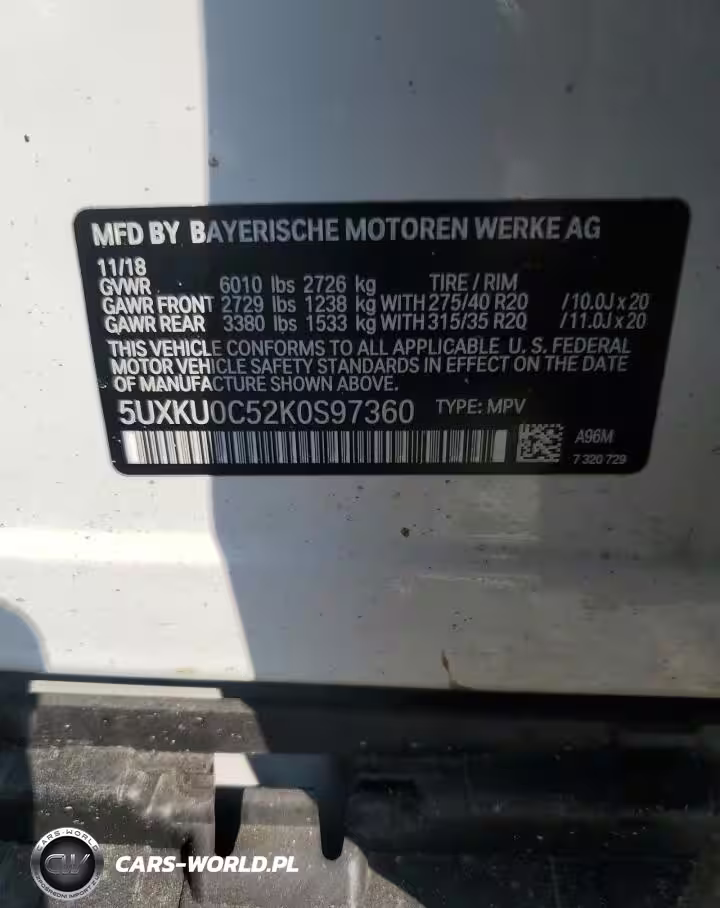 MFD BY BAYERISCHE MOTOREN WERKE AG
11/18
GVWR 6010 lbs 2726 kg TIRE / RIM
GAWR FRONT 2729 lbs 1238 kg WITH 275/40 R20 /10.0J x 20
GAWR REAR 3380 lbs 1533 kg WITH 315/35 R20 /11.0J x 20
THIS VEHICLE CONFORMS TO ALL APPLICABLE U. S. FEDERAL
MOTOR VEHICLE SAFETY STANDARDS IN EFFECT ON THE DATE
OF MANUFACTURE SHOWN ABOVE.
5UXKU0C52K0S97360 TYPE: MPV
A96M
7 320 729
CARS-WORLD
CW
CARS-WORLD.PL